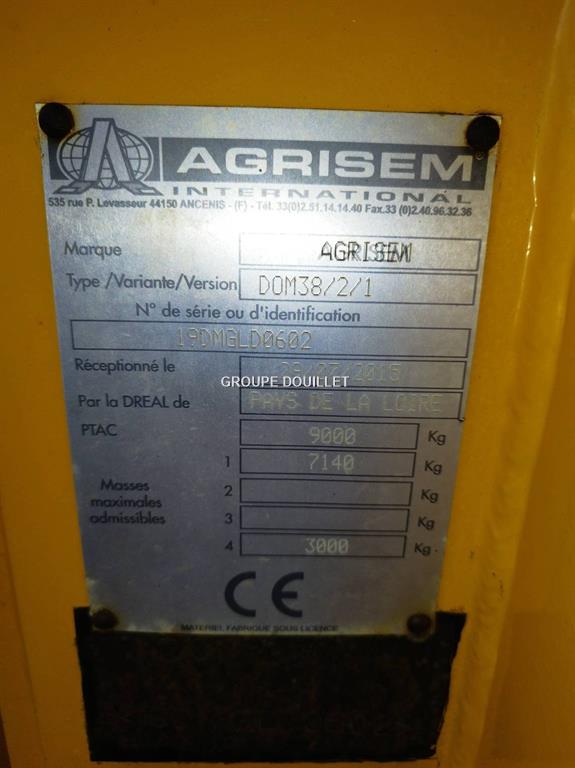 AGRISEM
INTERNATIONAL
535 rue P. Levasseur 44150 ANCENIS - (F) - Tél. 33(0)2.51.14.14.40 Fax.33 (0)2.40.96.32.36
Marque AGRISEM
Type /Variante/Version DOM38/2/1
N° de série ou d'identification
19DMGLD0602
Réceptionné le 29/07/2015
GROUPE DOUILLET
Par la DREAL de PAYS DE LA LOIRE
PTAC 9000 Kg
1 7140 Kg
Masses maximales admissibles 2 Kg
3 Kg
4 3000 Kg
CE
MATERIEL FABRIQUE SOUS LICENCE